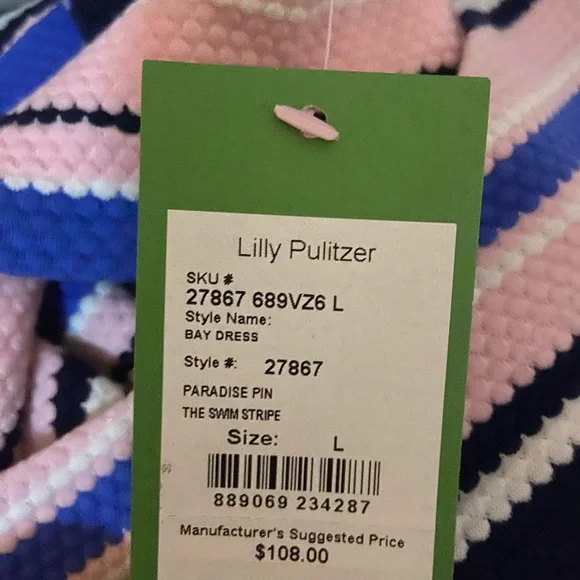 Lilly Pulitzer
SKU #
27867 689VZ6 L
Style Name:
BAY DRESS
Style #: 27867
PARADISE PIN
THE SWIM STRIPE
Size: L
889069 234287
Manufacturer's Suggested Price
$108.00